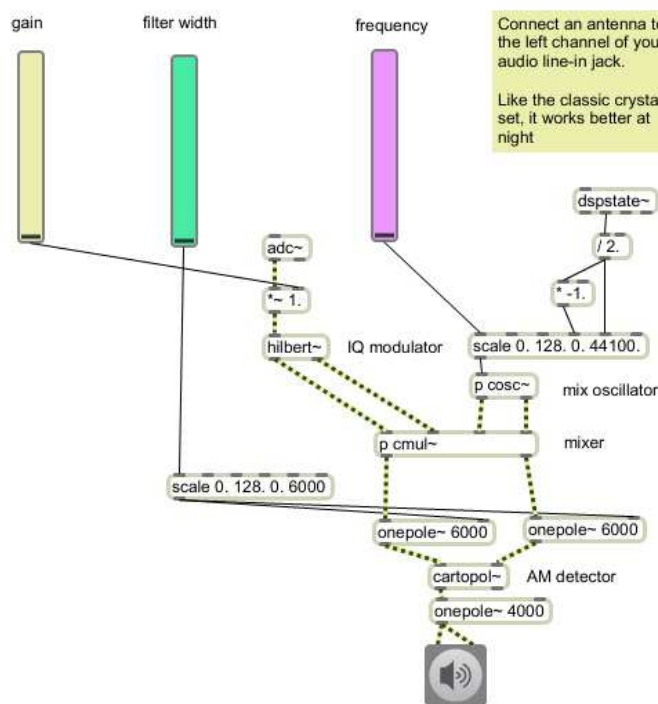 gain
filter width
frequency
Connect an antenna to
the left channel of you
audio line-in jack.
Like the classic crysta
set, it works better at
night
dspstate~
/ 2.
* -1.
adc~
*~ 1.
hilbert~
IQ modulator
scale 0. 128. 0. 44100.
p cosc~
mix oscillator
p cmul~
mixer
scale 0. 128. 0. 6000
onepole~ 6000
onepole~ 6000
cartopol~
AM detector
onepole~ 4000